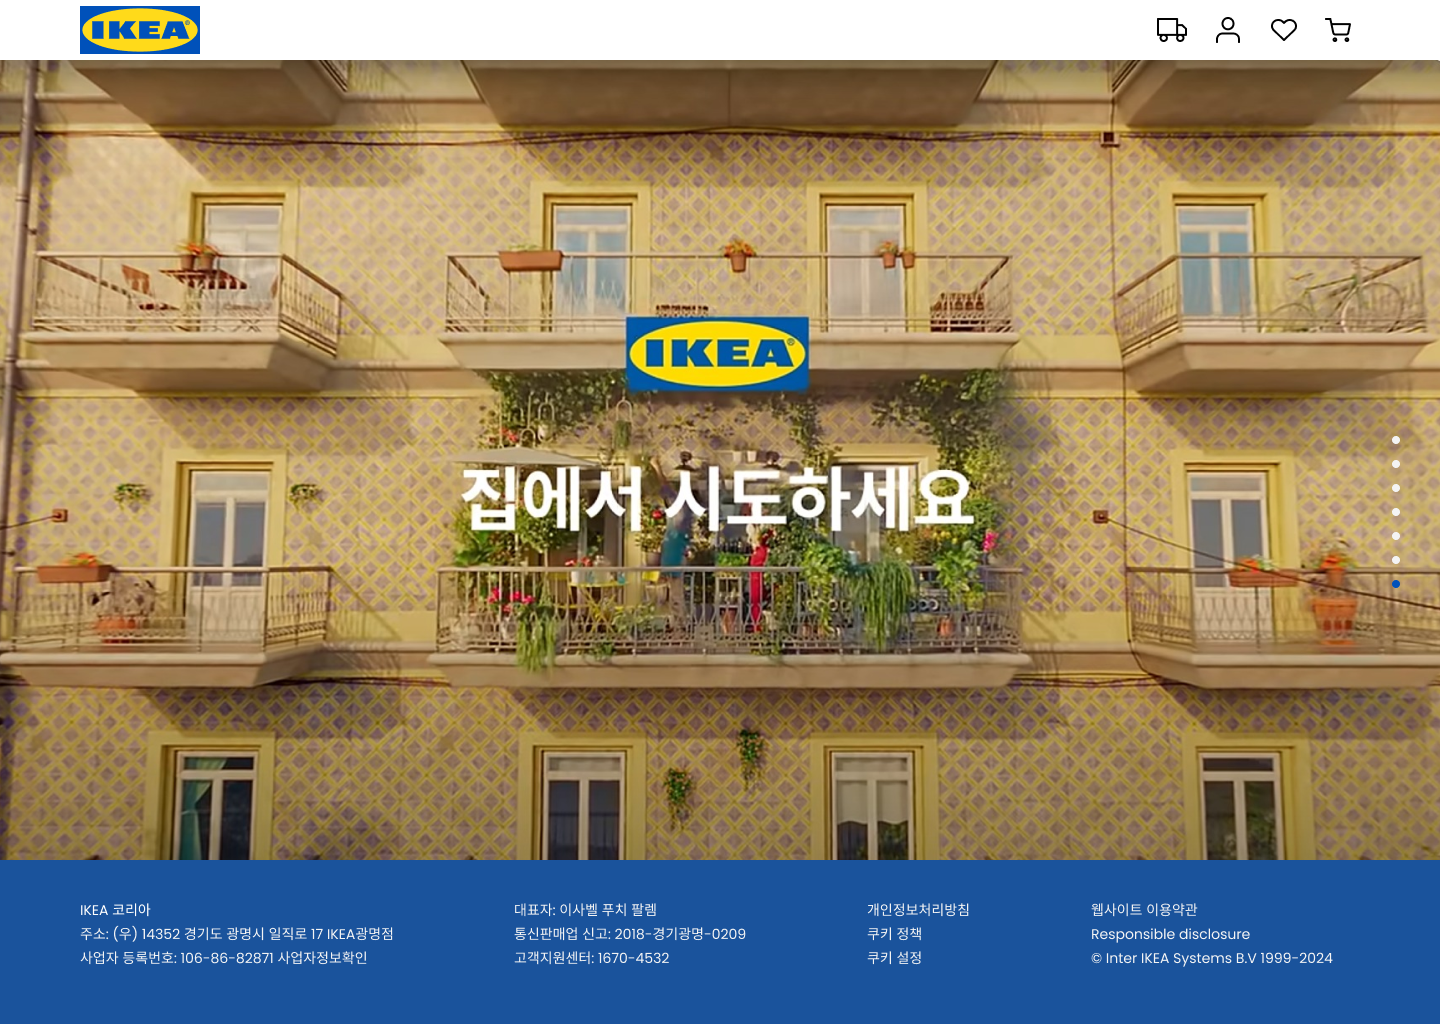 IKEA
IKEA
집에서 시도하세요
IKEA 코리아
주소: (우) 14352 경기도 광명시 일직로 17 IKEA광명점
사업자 등록번호: 106-86-82871 사업자정보확인
대표자: 이사벨 푸치 팔렘
통신판매업 신고: 2018-경기광명-0209
고객지원센터: 1670-4532
개인정보처리방침
쿠키 정책
쿠키 설정
웹사이트 이용약관
Responsible disclosure
© Inter IKEA Systems B.V 1999-2024